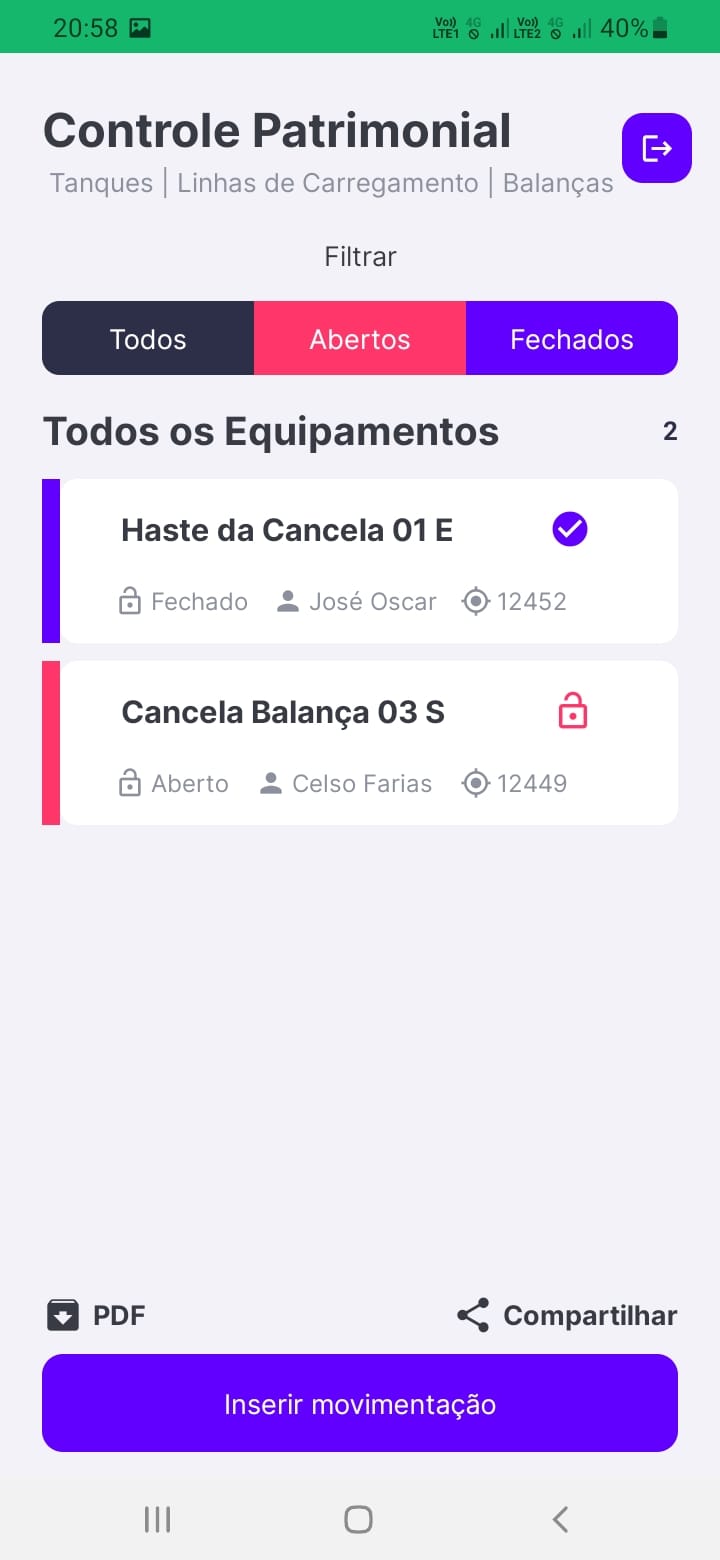 20:58 Vo)) LTE1 4G Vo)) LTE2 4G 40%
Controle Patrimonial
Tanques | Linhas de Carregamento | Balanças
Filtrar
Todos Abertos Fechados
Todos os Equipamentos 2
Haste da Cancela 01 E
Fechado José Oscar 12452
Cancela Balança 03 S
Aberto Celso Farias 12449
PDF Compartilhar
Inserir movimentação